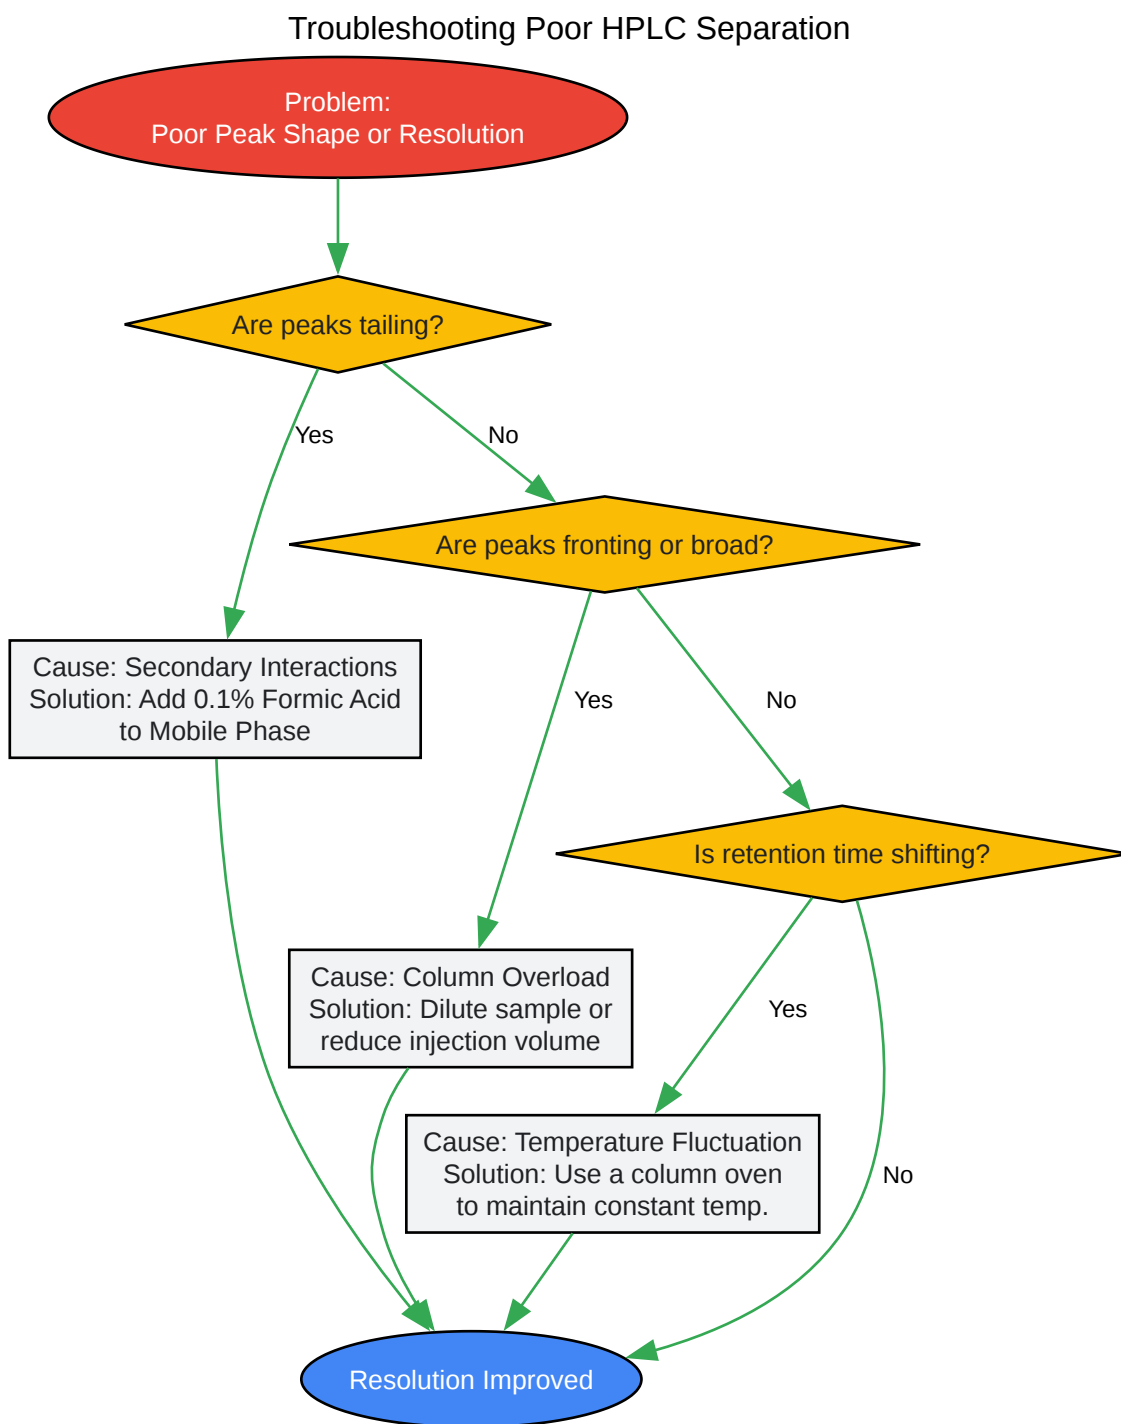 Troubleshooting Poor HPLC Separation
Problem:
Poor Peak Shape or Resolution
Are peaks tailing?
Yes
No
Are peaks fronting or broad?
Cause: Secondary Interactions
Solution: Add 0.1% Formic Acid
to Mobile Phase
Yes
No
Is retention time shifting?
Cause: Column Overload
Solution: Dilute sample or
reduce injection volume
Yes
Cause: Temperature Fluctuation
Solution: Use a column oven
to maintain constant temp.
No
Resolution Improved